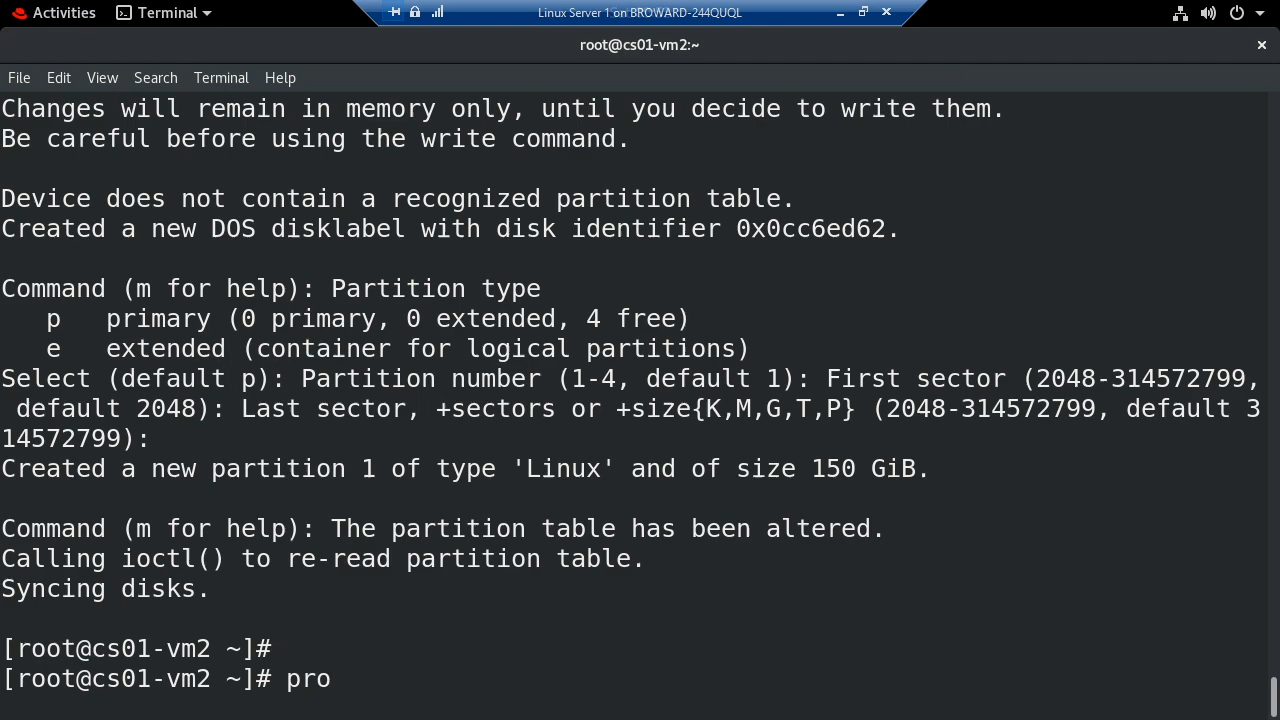 Activities Terminal Linux Server 1 on BROWARD-244QUQL
root@cs01-vm2:~
File Edit View Search Terminal Help
Changes will remain in memory only, until you decide to write them.
Be careful before using the write command.
Device does not contain a recognized partition table.
Created a new DOS disklabel with disk identifier 0x0cc6ed62.
Command (m for help): Partition type
p primary (0 primary, 0 extended, 4 free)
e extended (container for logical partitions)
Select (default p): Partition number (1-4, default 1): First sector (2048-314572799,
default 2048): Last sector, +sectors or +size{K,M,G,T,P} (2048-314572799, default 3
14572799):
Created a new partition 1 of type 'Linux' and of size 150 GiB.
Command (m for help): The partition table has been altered.
Calling ioctl() to re-read partition table.
Syncing disks.
[root@cs01-vm2 ~]#
[root@cs01-vm2 ~]# pro